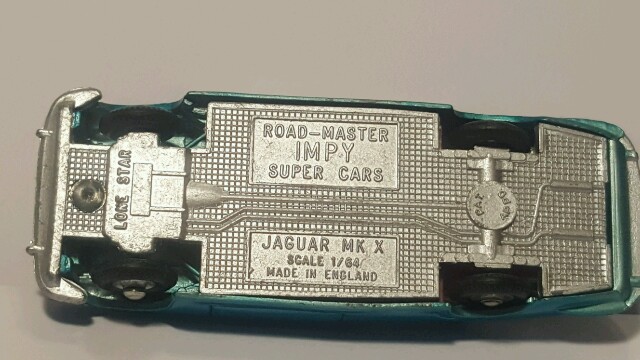 LONE STAR
ROAD-MASTER
IMPY
SUPER CARS
JAGUAR MK X
SCALE 1/64
MADE IN ENGLAND